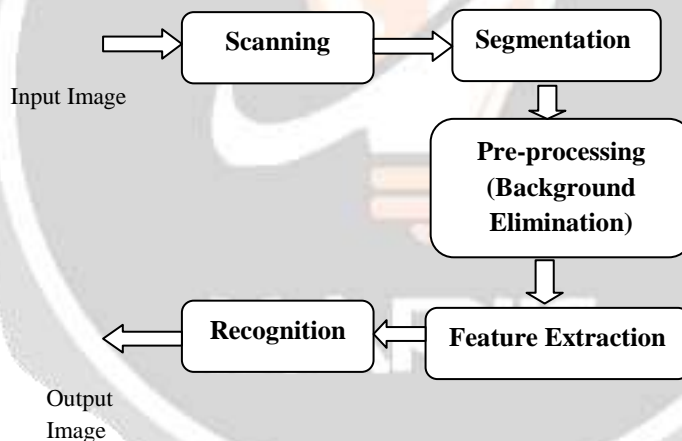 Scanning
Segmentation
Input Image
Pre-processing
(Background
Elimination)
Feature Extraction
Recognition
Output
Image